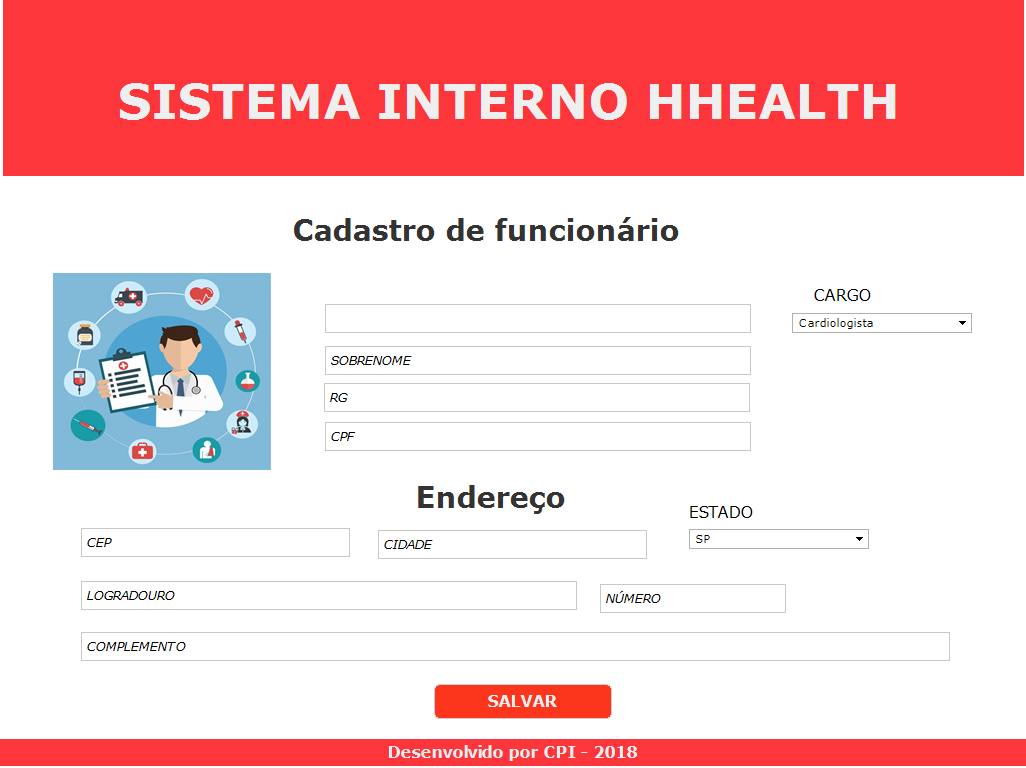 SISTEMA INTERNO HHEALTH
Cadastro de funcionário
CARGO
Cardiologista
SOBRENOME
RG
CPF
Endereço
ESTADO
CEP
CIDADE
SP
LOGRADOURO
NÚMERO
COMPLEMENTO
SALVAR
Desenvolvido por CPI - 2018